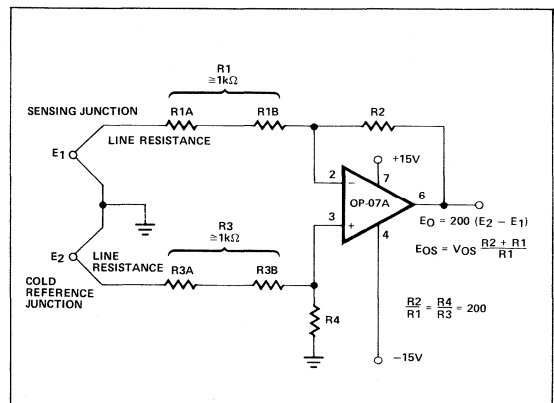 R1
≅1kΩ
SENSING JUNCTION
R1A
R1B
R2
LINE RESISTANCE
E1
+15V
2
−
7
OP-07A
6
3
+
4
EO = 200 (E2 − E1)
EOS = VOS (R2 + R1)/R1
R3
≅1kΩ
E2
LINE
RESISTANCE
COLD
REFERENCE
JUNCTION
R3A
R3B
R4
R2/R1 = R4/R3 = 200
−15V